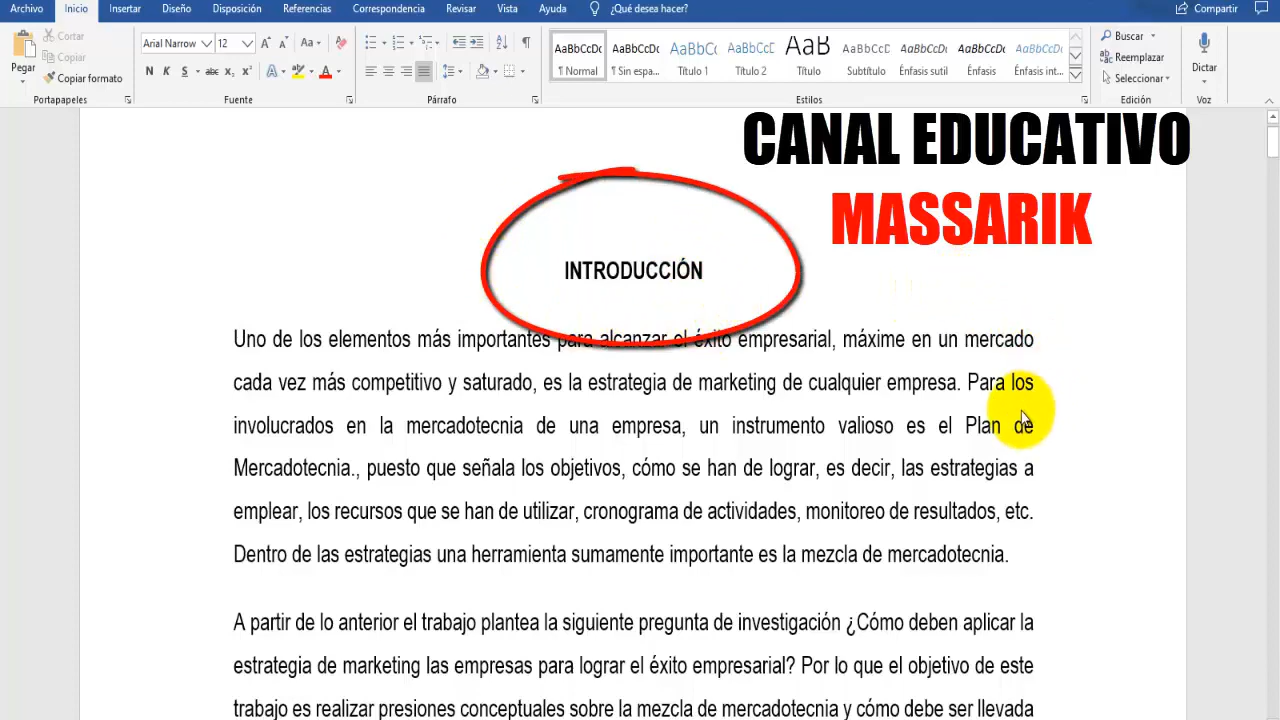 Archivo Inicio Insertar Diseño Disposición Referencias Correspondencia Revisar Vista Ayuda ¿Qué desea hacer? Compartir
Pegar
Cortar
Copiar
Copiar formato
Portapapeles
Arial Narrow 12 Aa
N K S abc x₂ x² A A
Fuente
Párrafo
AaBbCcDc AaBbCcDc AaBbCc AaBbCcD AaB AaBbCcD AaBbCcDc AaBbCcDc AaBbCcDc
¶ Normal ¶ Sin espa... Título 1 Título 2 Título Subtítulo Énfasis sutil Énfasis Énfasis int...
Estilos
Buscar
Reemplazar
Seleccionar
Edición
Dictar
Voz
CANAL EDUCATIVO
MASSARIK
INTRODUCCIÓN
Uno de los elementos más importantes para alcanzar el éxito empresarial, máxime en un mercado
cada vez más competitivo y saturado, es la estrategia de marketing de cualquier empresa. Para los
involucrados en la mercadotecnia de una empresa, un instrumento valioso es el Plan de
Mercadotecnia., puesto que señala los objetivos, cómo se han de lograr, es decir, las estrategias a
emplear, los recursos que se han de utilizar, cronograma de actividades, monitoreo de resultados, etc.
Dentro de las estrategias una herramienta sumamente importante es la mezcla de mercadotecnia.
A partir de lo anterior el trabajo plantea la siguiente pregunta de investigación ¿Cómo deben aplicar la
estrategia de marketing las empresas para lograr el éxito empresarial? Por lo que el objetivo de este
trabajo es realizar presiones conceptuales sobre la mezcla de mercadotecnia y cómo debe ser llevada